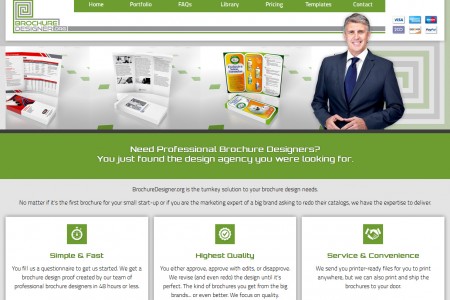 Home Portfolio FAQs Library Pricing Templates Contact
BROCHURE
DESIGNER
VISA
Need Professional Brochure Designers?
You just found the design agency you were looking for.
BrochureDesigner.org is the turnkey solution to your brochure design needs.
No matter if it's the first brochure for your small start-up or if you are the marketing expert of a big brand asking to redo their catalogs, we have the expertise to deliver.
Simple & Fast
You fill us a questionnaire to get us started. We get a
design proof created by our team of
professional brochure designers in 48 hours or less.
Highest Quality
You either approve, approve with edits, or disapprove.
We revise (and even redo) the design until it's
perfect. The kind of brochures you get from the big
brands... or even better. We focus on quality.
Service & Convenience
We send you printer-ready files for you to print
anywhere, but we can also print and ship the
brochures to your door.